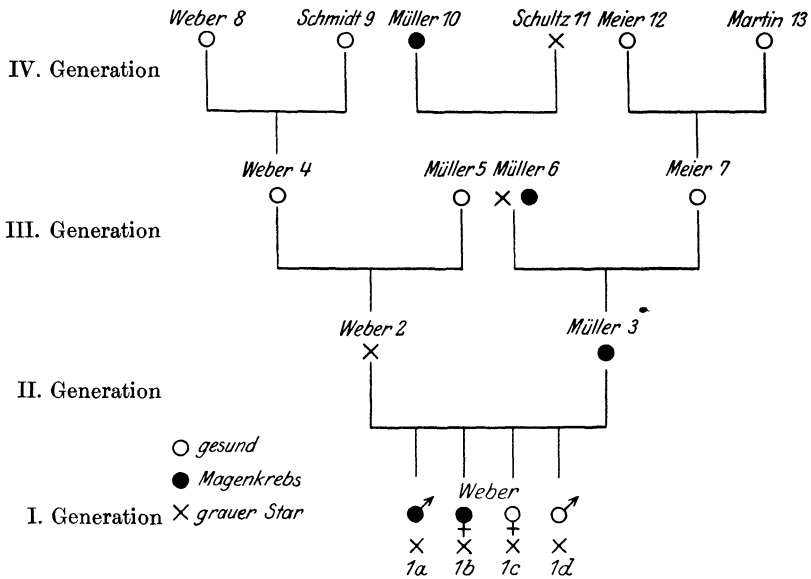 Weber 8 Schmidt 9 Müller 10 Schultz 11 Meier 12 Martin 13
IV. Generation
Weber 4 Müller 5 Müller 6 Meier 7
III. Generation
Weber 2 Müller 3
II. Generation
gesund
Magenkrebs
Weber
I. Generation
grauer Star
1a 1b 1c 1d